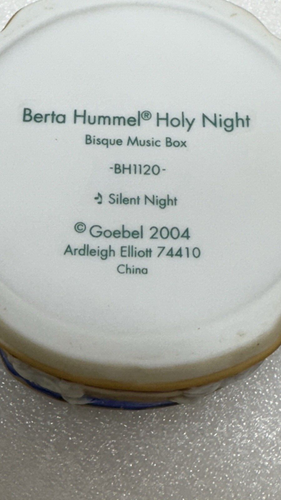 Berta Hummel® Holy Night
Bisque Music Box
-BH1120-
♪ Silent Night
© Goebel 2004
Ardleigh Elliott 74410
China